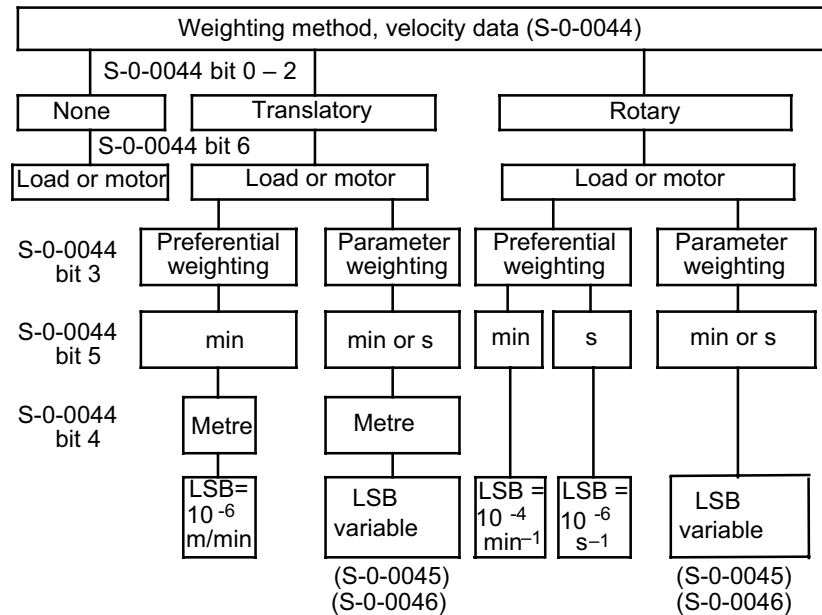 Weighting method, velocity data (S-0-0044)
S-0-0044 bit 0 – 2
None
Translatory
Rotary
S-0-0044 bit 6
Load or motor
Load or motor
Load or motor
S-0-0044
bit 3
Preferential
weighting
Parameter
weighting
Preferential
weighting
Parameter
weighting
S-0-0044
bit 5
min
min or s
min
s
min or s
S-0-0044
bit 4
Metre
Metre
LSB=
10 -6
m/min
LSB
variable
LSB =
10 -4
min–1
LSB =
10 -6
s–1
LSB
variable
(S-0-0045)
(S-0-0046)
(S-0-0045)
(S-0-0046)